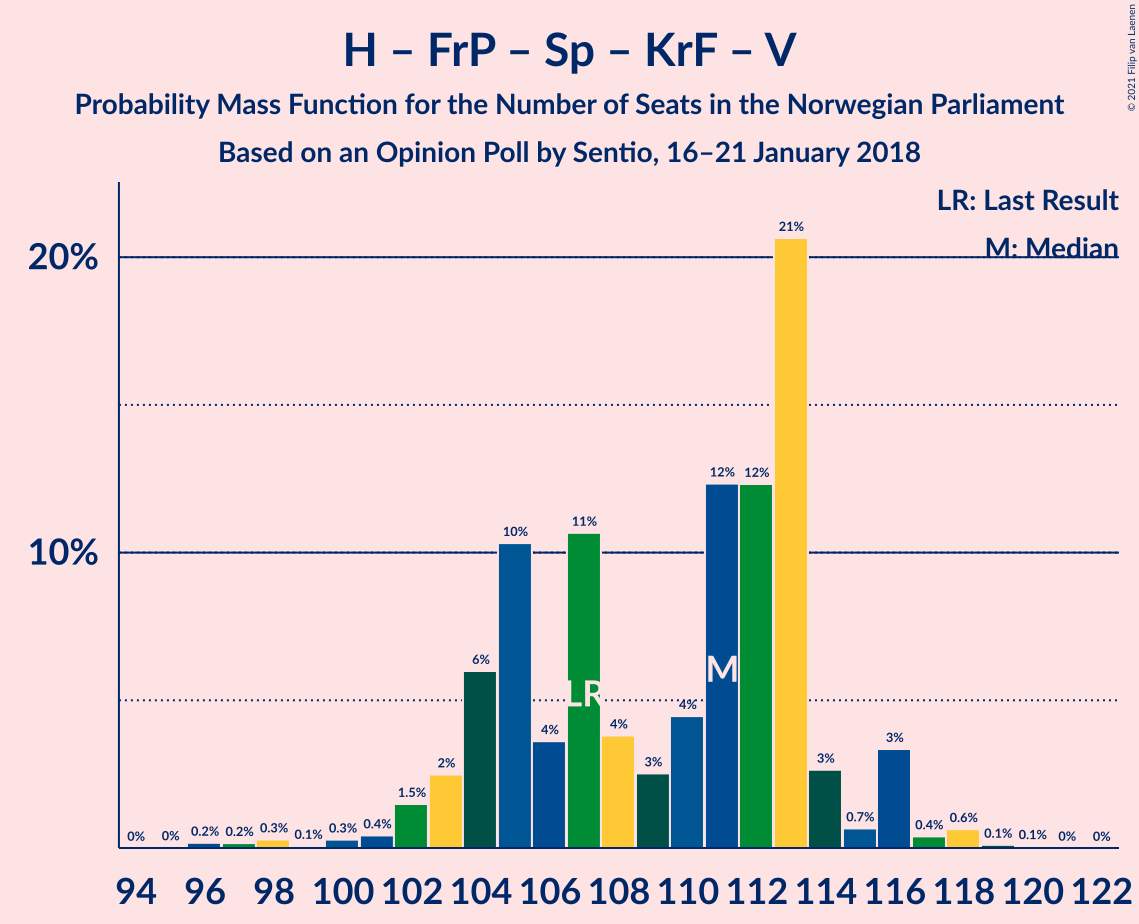 H – FrP – Sp – KrF – V
Probability Mass Function for the Number of Seats in the Norwegian Parliament
Based on an Opinion Poll by Sentio, 16–21 January 2018
© 2021 Filip van Laenen
LR: Last Result
M: Median
20%
10%
0% 0% 0.2% 0.2% 0.3% 0.1% 0.3% 0.4% 1.5% 2% 6% 10% 4% 11% 4% 3% 4% 12% 12% 21% 3% 0.7% 3% 0.4% 0.6% 0.1% 0.1% 0% 0%
LR
M
94 96 98 100 102 104 106 108 110 112 114 116 118 120 122